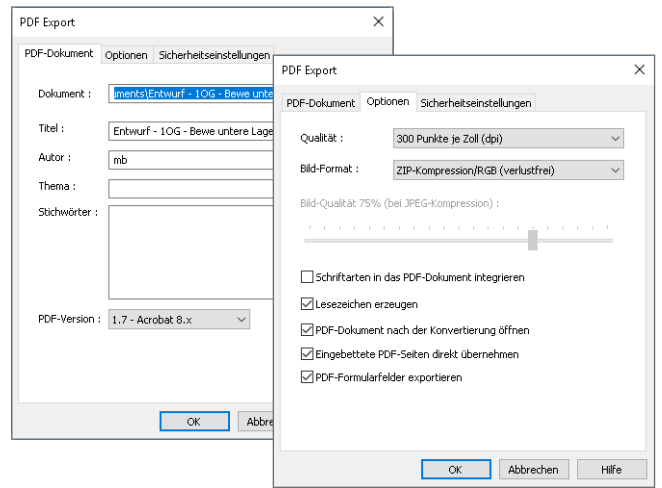 PDF Export
PDF-Dokument Optionen Sicherheitseinstellungen
Dokument : uments\Entwurf - 1OG - Bewe unte
Titel : Entwurf - 1OG - Bewe untere Lage
Autor : mb
Thema :
Stichwörter :
PDF-Version : 1.7 - Acrobat 8.x
OK Abbre
PDF Export
PDF-Dokument Optionen Sicherheitseinstellungen
Qualität : 300 Punkte je Zoll (dpi)
Bild-Format : ZIP-Kompression/RGB (verlustfrei)
Bild-Qualität 75% (bei JPEG-Kompression) :
Schriftarten in das PDF-Dokument integrieren
Lesezeichen erzeugen
PDF-Dokument nach der Konvertierung öffnen
Eingebettete PDF-Seiten direkt übernehmen
PDF-Formularfelder exportieren
OK Abbrechen Hilfe